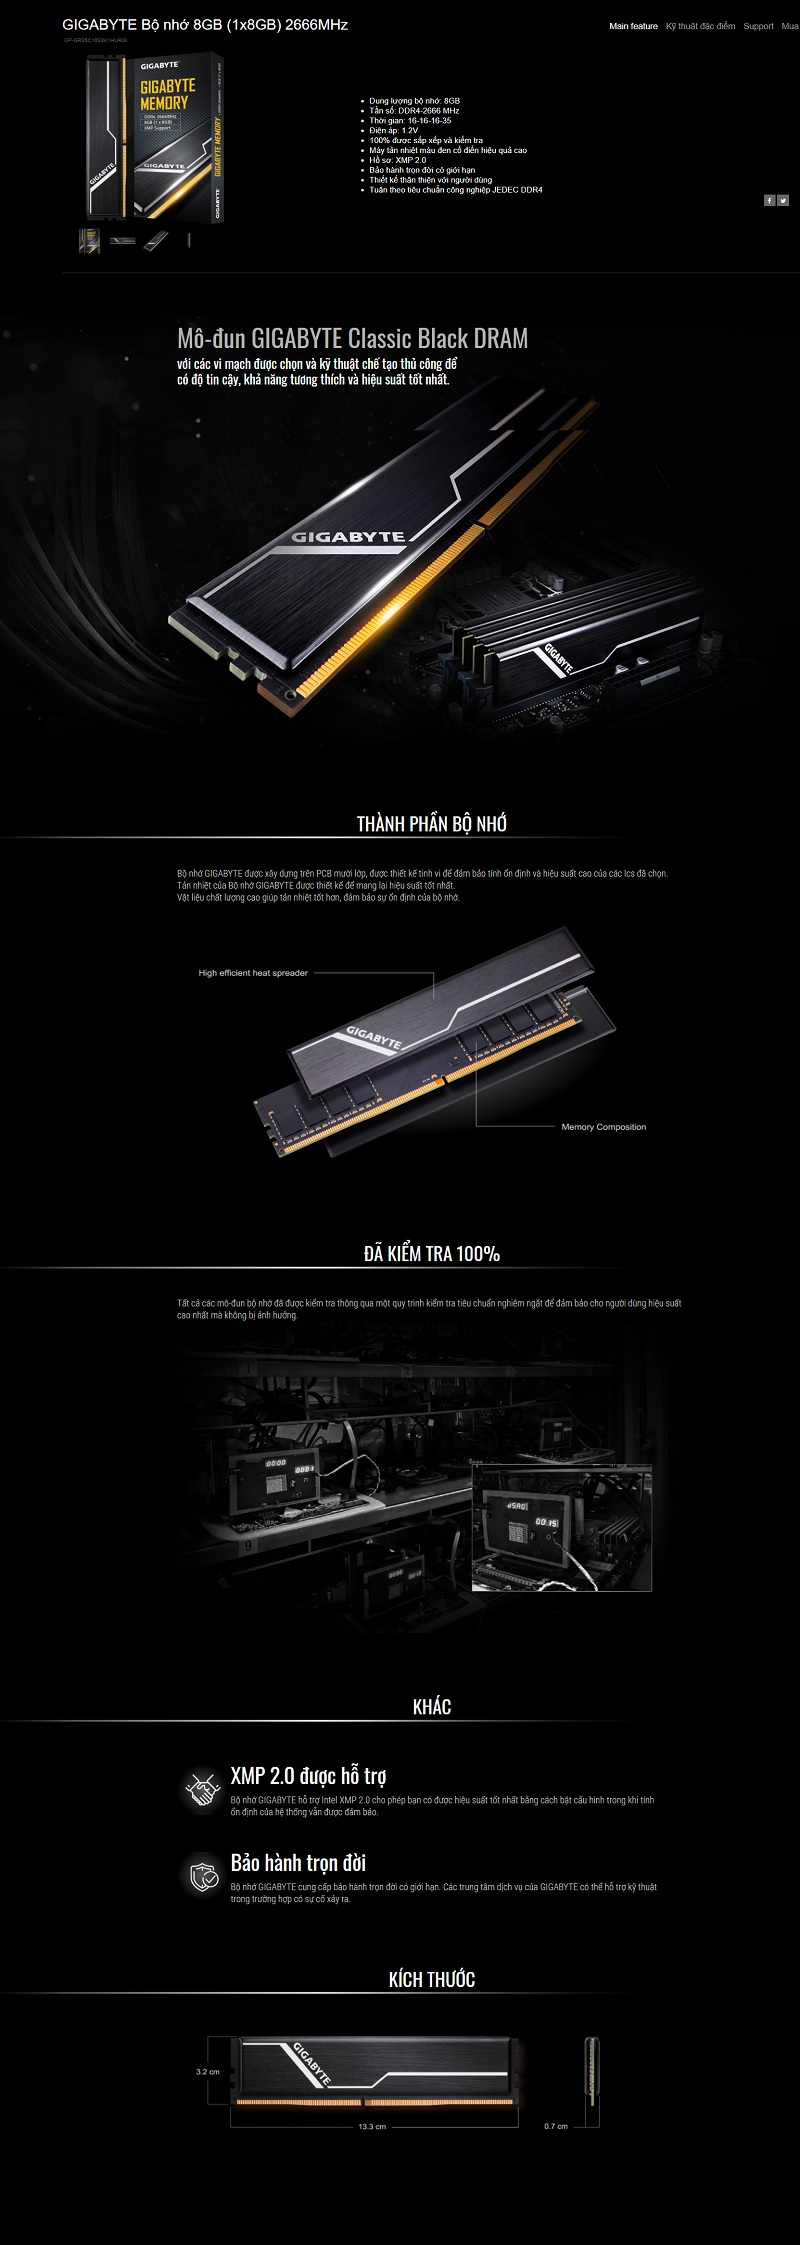 GIGABYTE Bộ nhớ 8GB (1x8GB) 2666MHz
Main feature Kỹ thuật đặc điểm Support Mua
GIGABYTE
GIGABYTE
MEMORY
DDR4 2666MHz
8GB (1 x 8GB)
XMP Support
GIGABYTE
GIGABYTE
GIGABYTE MEMORY
GIGABYTE
Dung lượng bộ nhớ: 8GB
Tần số: DDR4-2666 MHz
Thời gian: 16-16-16-35
Điện áp: 1.2V
100% được sắp xếp và kiểm tra
Máy tản nhiệt màu đen cổ điển hiệu quả cao
Hồ sơ: XMP 2.0
Bảo hành trọn đời có giới hạn
Thiết kế thân thiện với người dùng
Tuân theo tiêu chuẩn công nghiệp JEDEC DDR4
Mô-đun GIGABYTE Classic Black DRAM
với các vi mạch được chọn và kỹ thuật chế tạo thủ công để
có độ tin cậy, khả năng tương thích và hiệu suất tốt nhất.
GIGABYTE
GIGABYTE
THÀNH PHẦN BỘ NHỚ
Bộ nhớ GIGABYTE được xây dựng trên PCB mười lớp, được thiết kế tinh vi để đảm bảo tính ổn định và hiệu suất cao của các Ics đã chọn.
Tản nhiệt của Bộ nhớ GIGABYTE được thiết kế để mang lại hiệu suất tốt nhất.
Vật liệu chất lượng cao giúp tản nhiệt tốt hơn, đảm bảo sự ổn định của bộ nhớ.
High efficient heat spreader
GIGABYTE
Memory Composition
ĐÃ KIỂM TRA 100%
Tất cả các mô-đun bộ nhớ đã được kiểm tra thông qua một quy trình kiểm tra tiêu chuẩn nghiêm ngặt để đảm bảo cho người dùng hiệu suất
cao nhất mà không bị ảnh hưởng.
KHÁC
XMP 2.0 được hỗ trợ
Bộ nhớ GIGABYTE hỗ trợ Intel XMP 2.0 cho phép bạn có được hiệu suất tốt nhất bằng cách bật cấu hình trong khi tính
ổn định của hệ thống vẫn được đảm bảo.
Bảo hành trọn đời
Bộ nhớ GIGABYTE cung cấp bảo hành trọn đời có giới hạn. Các trung tâm dịch vụ của GIGABYTE có thể hỗ trợ kỹ thuật
trong trường hợp có sự cố xảy ra.
KÍCH THƯỚC
GIGABYTE
3.2 cm
13.3 cm
0.7 cm